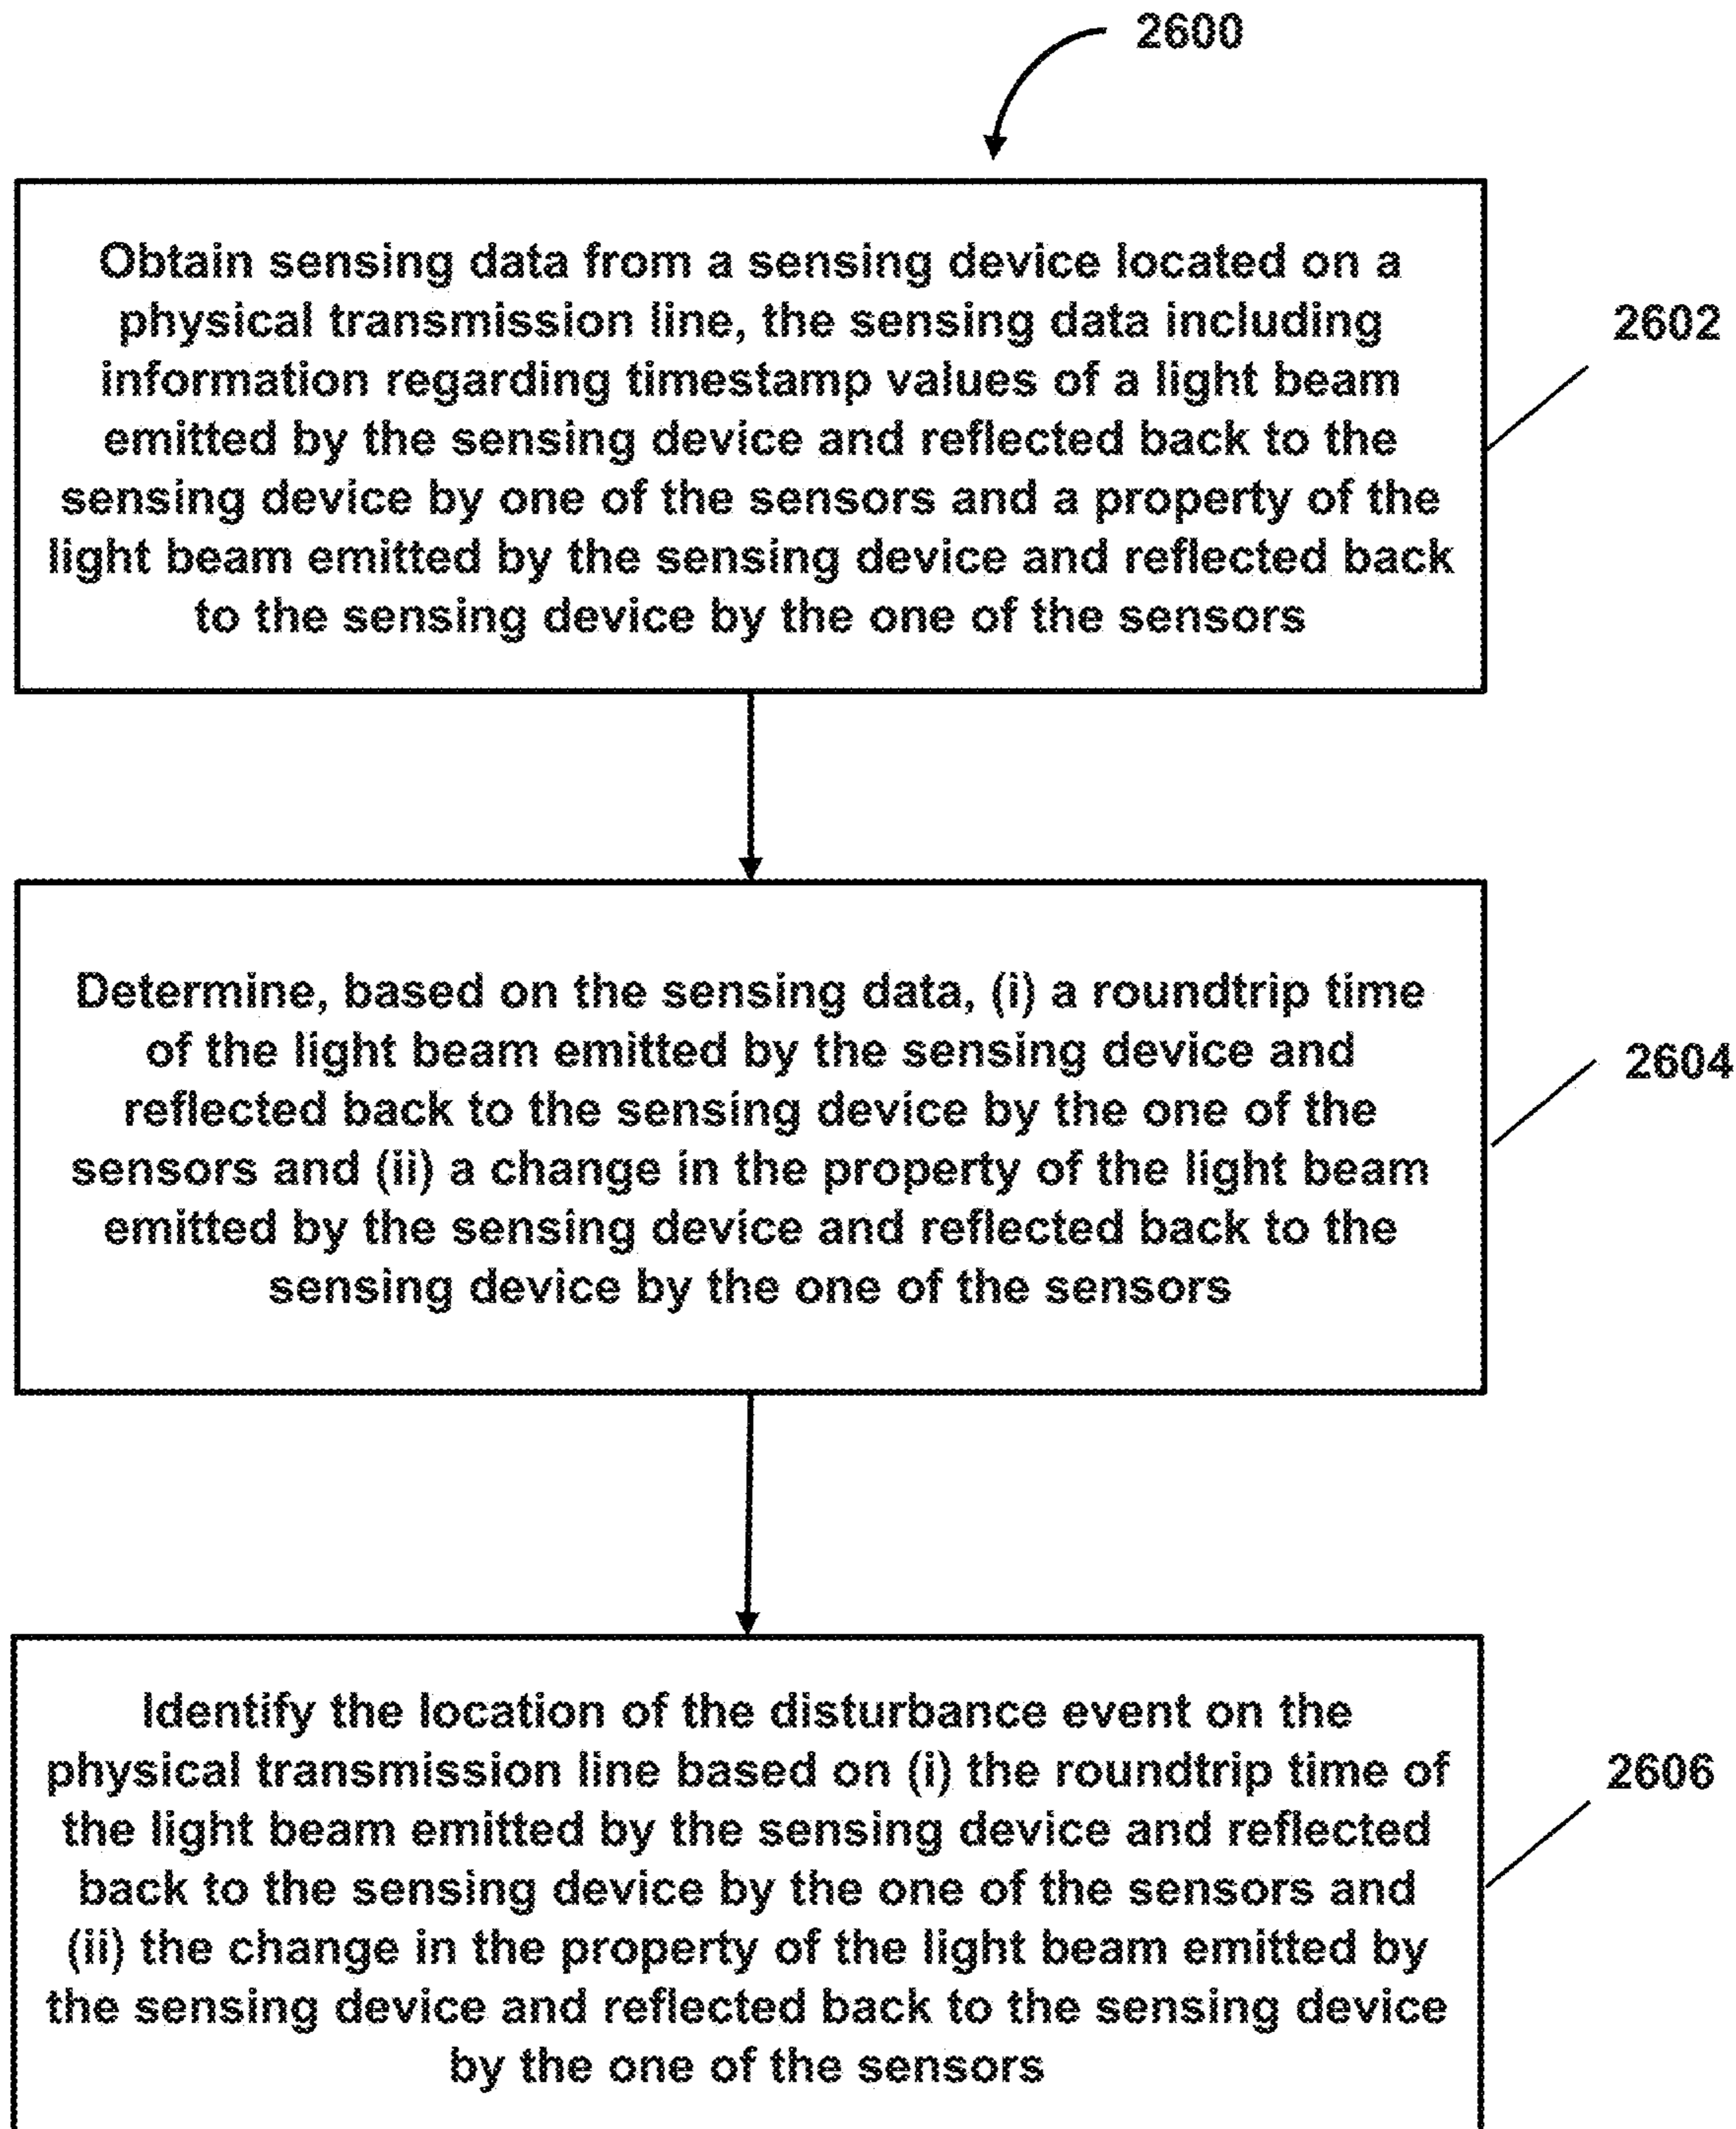 2600
Obtain sensing data from a sensing device located on a
physical transmission line, the sensing data including
information regarding timestamp values of a light beam
emitted by the sensing device and reflected back to the
sensing device by one of the sensors and a property of the
light beam emitted by the sensing device and reflected back
to the sensing device by the one of the sensors
2602
Determine, based on the sensing data, (i) a roundtrip time
of the light beam emitted by the sensing device and
reflected back to the sensing device by the one of the
sensors and (ii) a change in the property of the light beam
emitted by the sensing device and reflected back to the
sensing device by the one of the sensors
2604
Identify the location of the disturbance event on the
physical transmission line based on (i) the roundtrip time of
the light beam emitted by the sensing device and reflected
back to the sensing device by the one of the sensors and
(ii) the change in the property of the light beam emitted by
the sensing device and reflected back to the sensing device
by the one of the sensors
2606